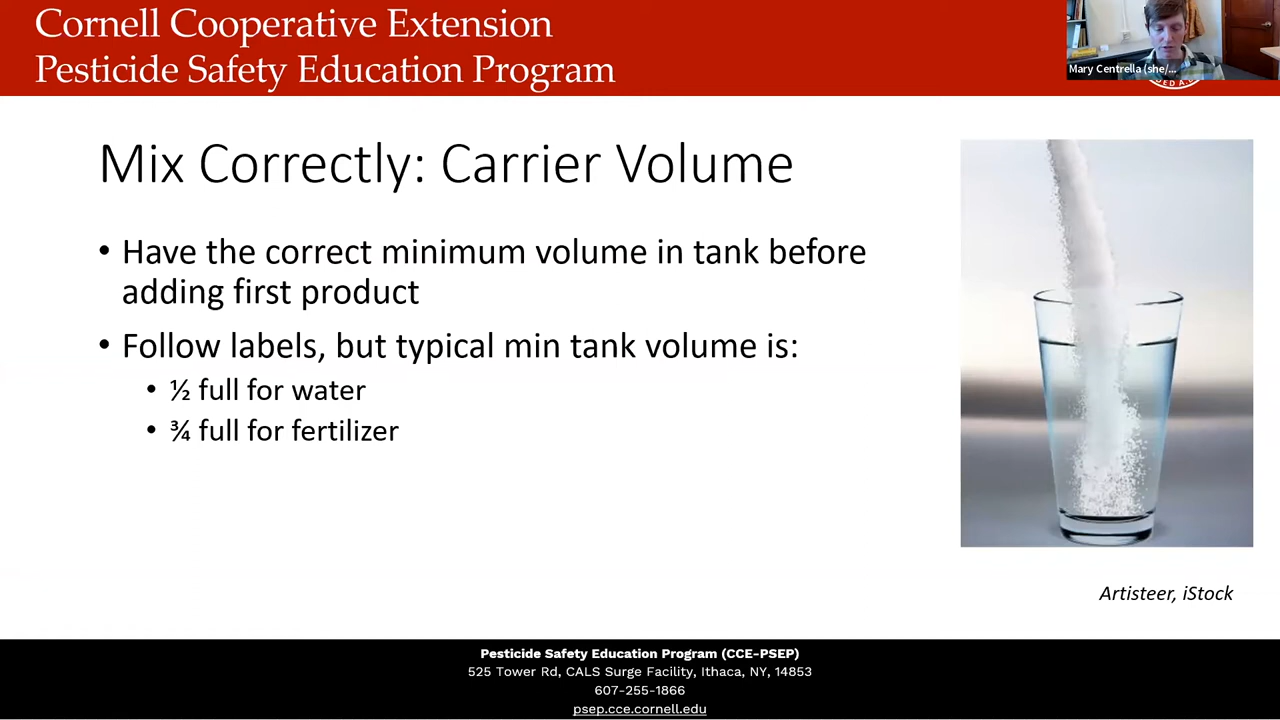 Cornell Cooperative Extension
Pesticide Safety Education Program
Mary Centrella (she/...
Mix Correctly: Carrier Volume
• Have the correct minimum volume in tank before
adding first product
• Follow labels, but typical min tank volume is:
• ½ full for water
• ¾ full for fertilizer
Artisteer, iStock
Pesticide Safety Education Program (CCE-PSEP)
525 Tower Rd, CALS Surge Facility, Ithaca, NY, 14853
607-255-1866
psep.cce.cornell.edu